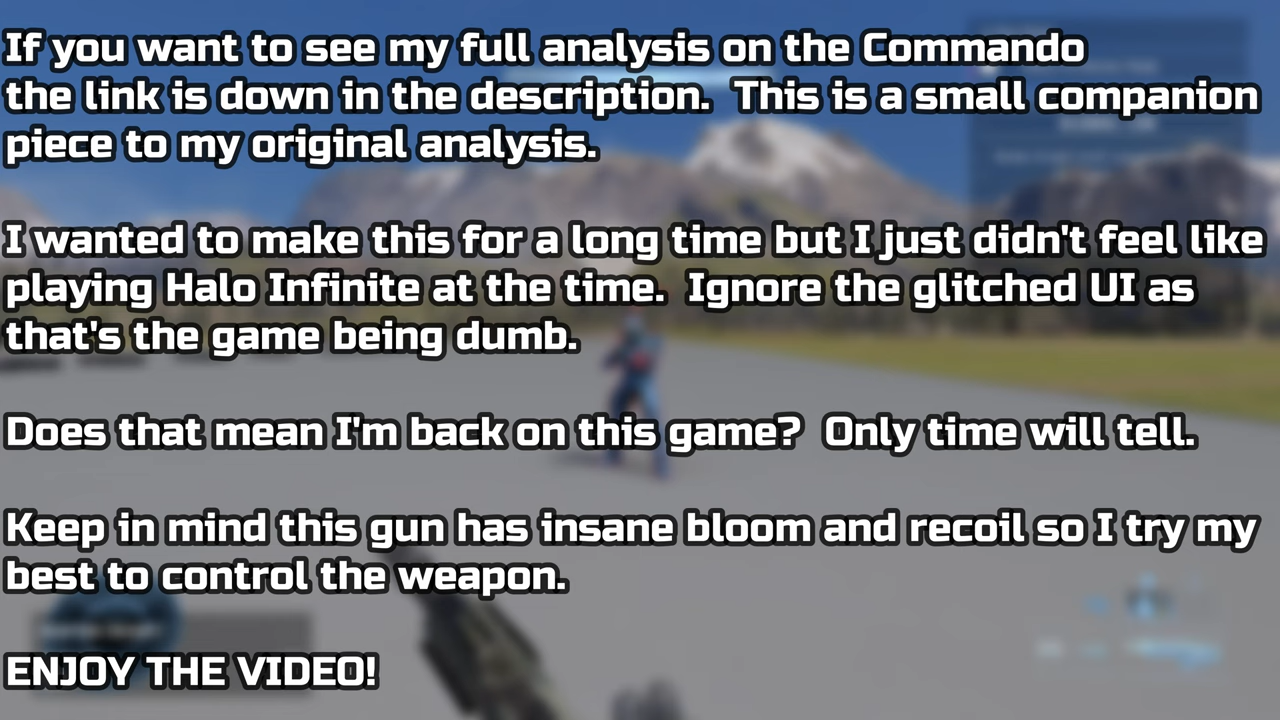 If you want to see my full analysis on the Commando
the link is down in the description.  This is a small companion
piece to my original analysis.
I wanted to make this for a long time but I just didn't feel like
playing Halo Infinite at the time.  Ignore the glitched UI as
that's the game being dumb.
Does that mean I'm back on this game?  Only time will tell.
Keep in mind this gun has insane bloom and recoil so I try my
best to control the weapon.
ENJOY THE VIDEO!